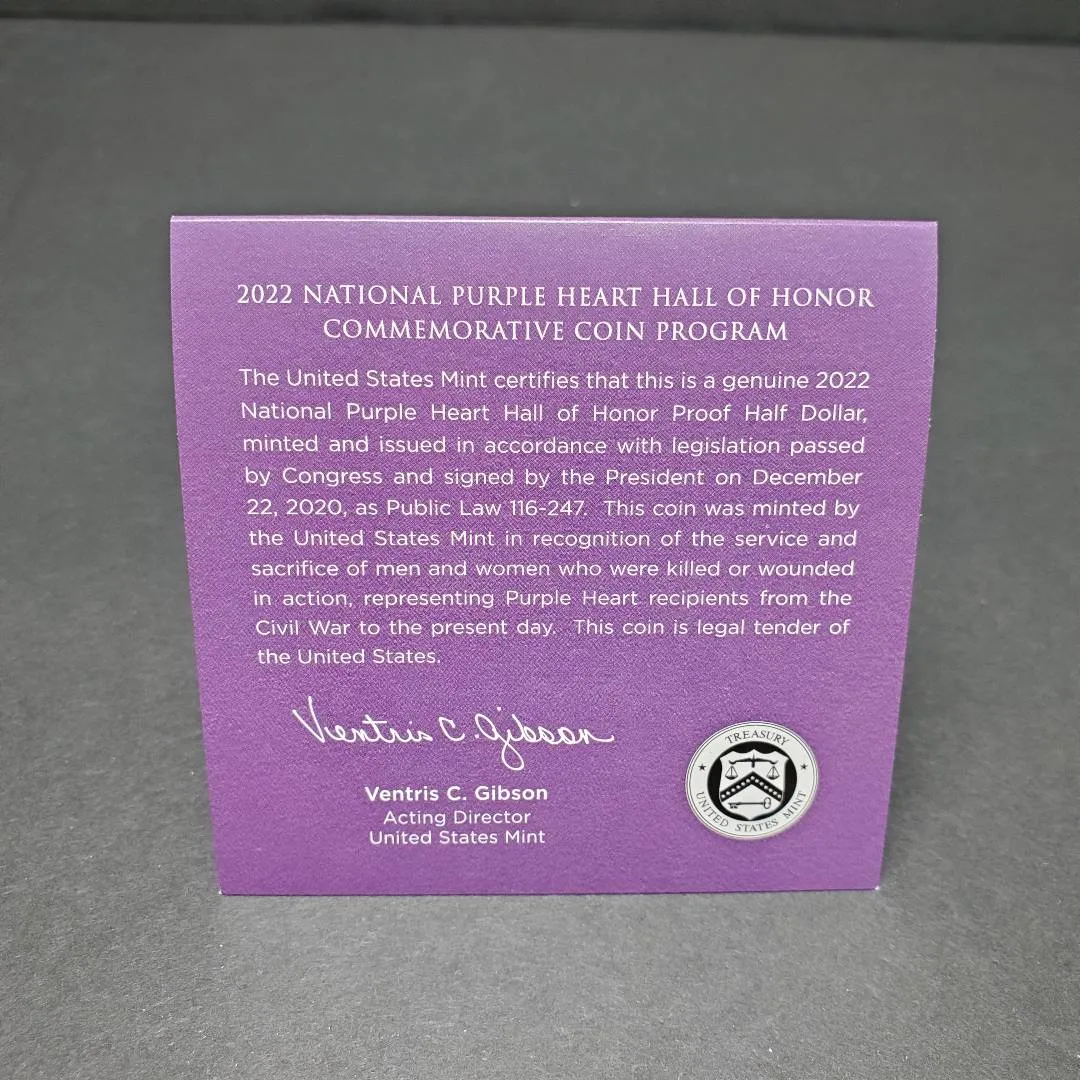 2022 NATIONAL PURPLE HEART HALL OF HONOR
COMMEMORATIVE COIN PROGRAM
The United States Mint certifies that this is a genuine 2022
National Purple Heart Hall of Honor Proof Half Dollar,
minted and issued in accordance with legislation passed
by Congress and signed by the President on December
22, 2020, as Public Law 116-247. This coin was minted by
the United States Mint in recognition of the service and
sacrifice of men and women who were killed or wounded
in action, representing Purple Heart recipients from the
Civil War to the present day. This coin is legal tender of
the United States.
Ventris C. Gibson
Ventris C. Gibson
Acting Director
United States Mint
TREASURY
UNITED STATES MINT